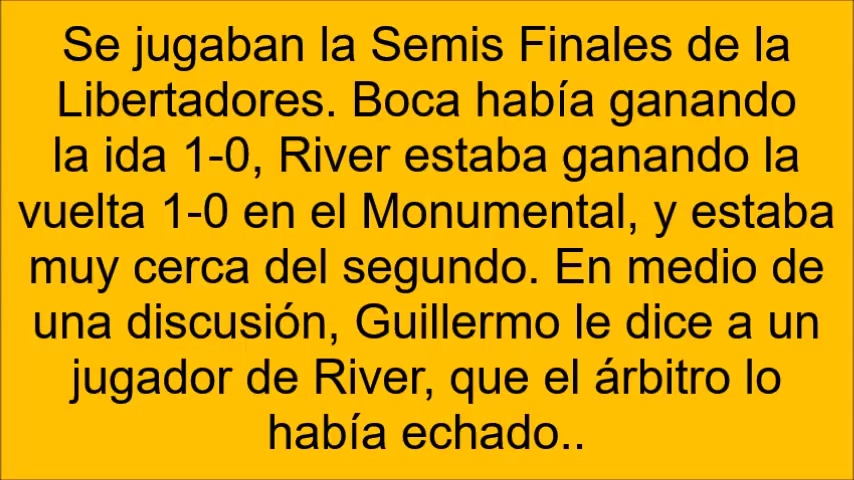 Se jugaban la Semis Finales de la
Libertadores. Boca había ganando
la ida 1-0, River estaba ganando la
vuelta 1-0 en el Monumental, y estaba
muy cerca del segundo. En medio de
una discusión, Guillermo le dice a un
jugador de River, que el árbitro lo
había echado..